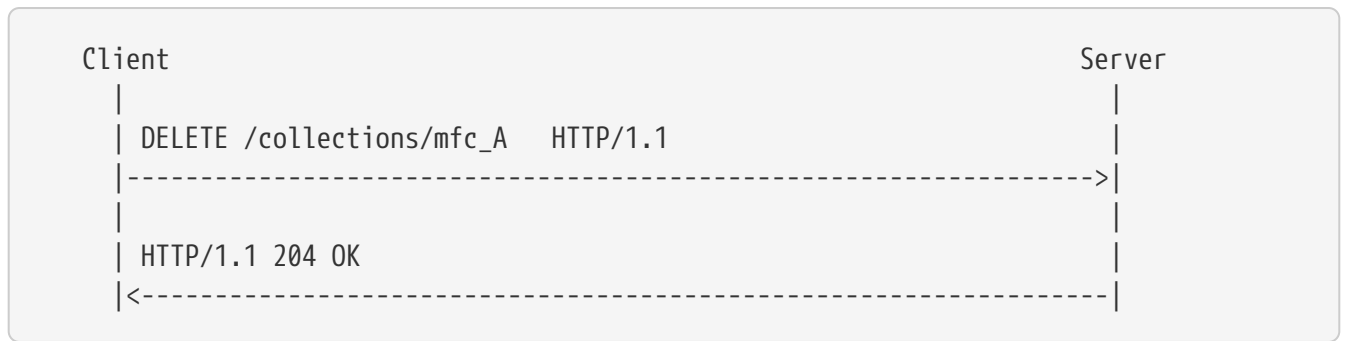 Client                                                                 Server
  |                                                                     |
  | DELETE /collections/mfc_A   HTTP/1.1                                |
  |------------------------------------------------------------------->|
  |                                                                     |
  | HTTP/1.1 204 OK                                                     |
  |<--------------------------------------------------------------------|